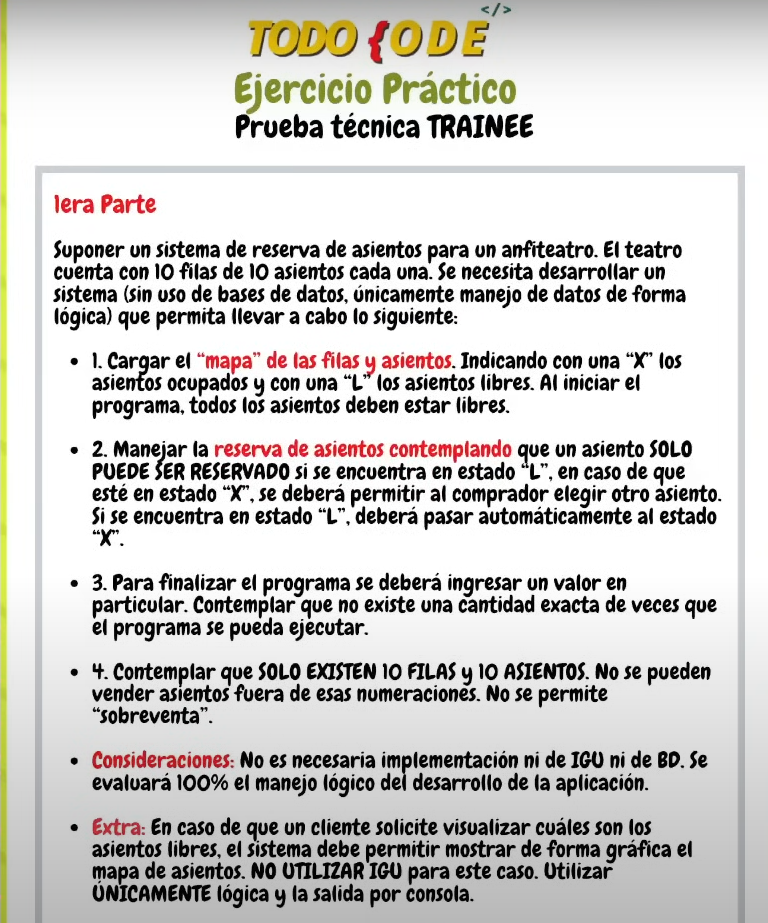 </>
TODO {ODE
Ejercicio Práctico
Prueba técnica TRAINEE
1era Parte
Suponer un sistema de reserva de asientos para un anfiteatro. El teatro
cuenta con 10 filas de 10 asientos cada una. Se necesita desarrollar un
sistema (sin uso de bases de datos, únicamente manejo de datos de forma
lógica) que permita llevar a cabo lo siguiente:
• 1. Cargar el “mapa” de las filas y asientos. Indicando con una “X” los
asientos ocupados y con una “L” los asientos libres. Al iniciar el
programa, todos los asientos deben estar libres.
• 2. Manejar la reserva de asientos contemplando que un asiento SOLO
PUEDE SER RESERVADO si se encuentra en estado “L”, en caso de que
esté en estado “X”, se deberá permitir al comprador elegir otro asiento.
Si se encuentra en estado “L”, deberá pasar automáticamente al estado
“X”.
• 3. Para finalizar el programa se deberá ingresar un valor en
particular. Contemplar que no existe una cantidad exacta de veces que
el programa se pueda ejecutar.
• 4. Contemplar que SOLO EXISTEN 10 FILAS y 10 ASIENTOS. No se pueden
vender asientos fuera de esas numeraciones. No se permite
“sobreventa”.
• Consideraciones: No es necesaria implementación ni de IGU ni de BD. Se
evaluará 100% el manejo lógico del desarrollo de la aplicación.
• Extra: En caso de que un cliente solicite visualizar cuáles son los
asientos libres, el sistema debe permitir mostrar de forma gráfica el
mapa de asientos. NO UTILIZAR IGU para este caso. Utilizar
ÚNICAMENTE lógica y la salida por consola.